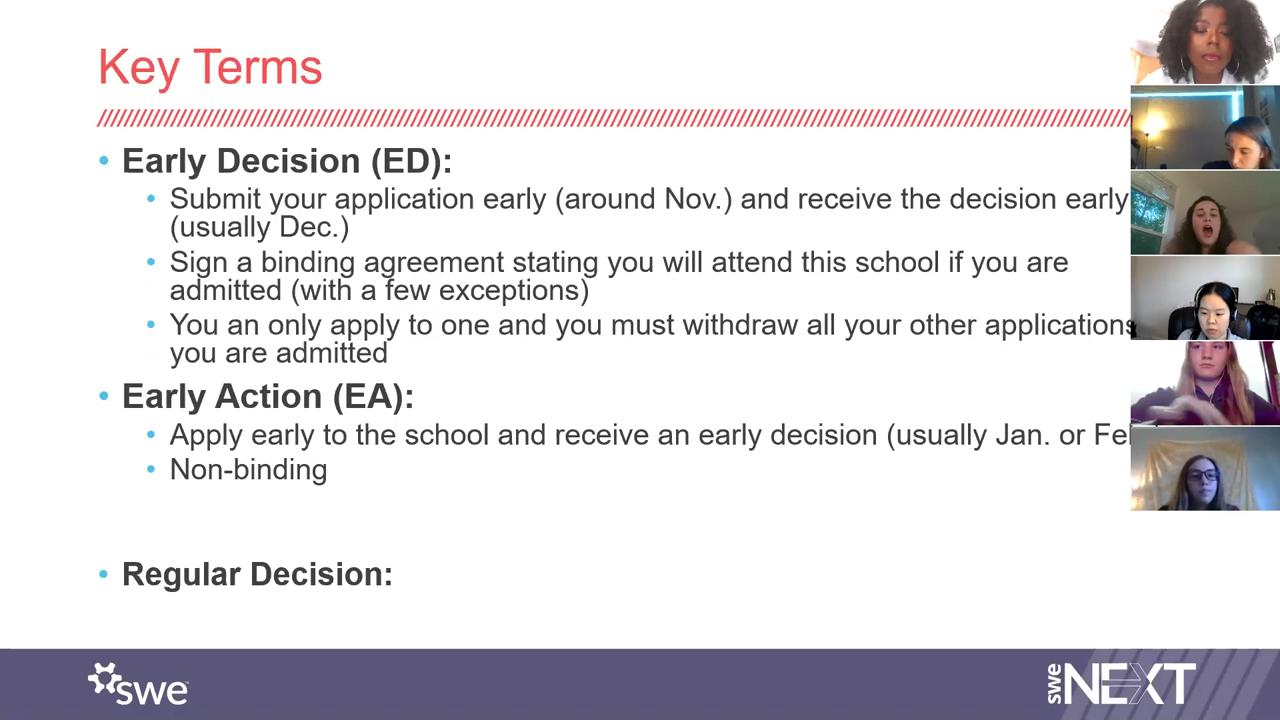 Key Terms
Early Decision (ED):
Submit your application early (around Nov.) and receive the decision early
(usually Dec.)
Sign a binding agreement stating you will attend this school if you are
admitted (with a few exceptions)
You an only apply to one and you must withdraw all your other applications
you are admitted
Early Action (EA):
Apply early to the school and receive an early decision (usually Jan. or
Non-binding
Regular Decision:
swe
swe NEXT